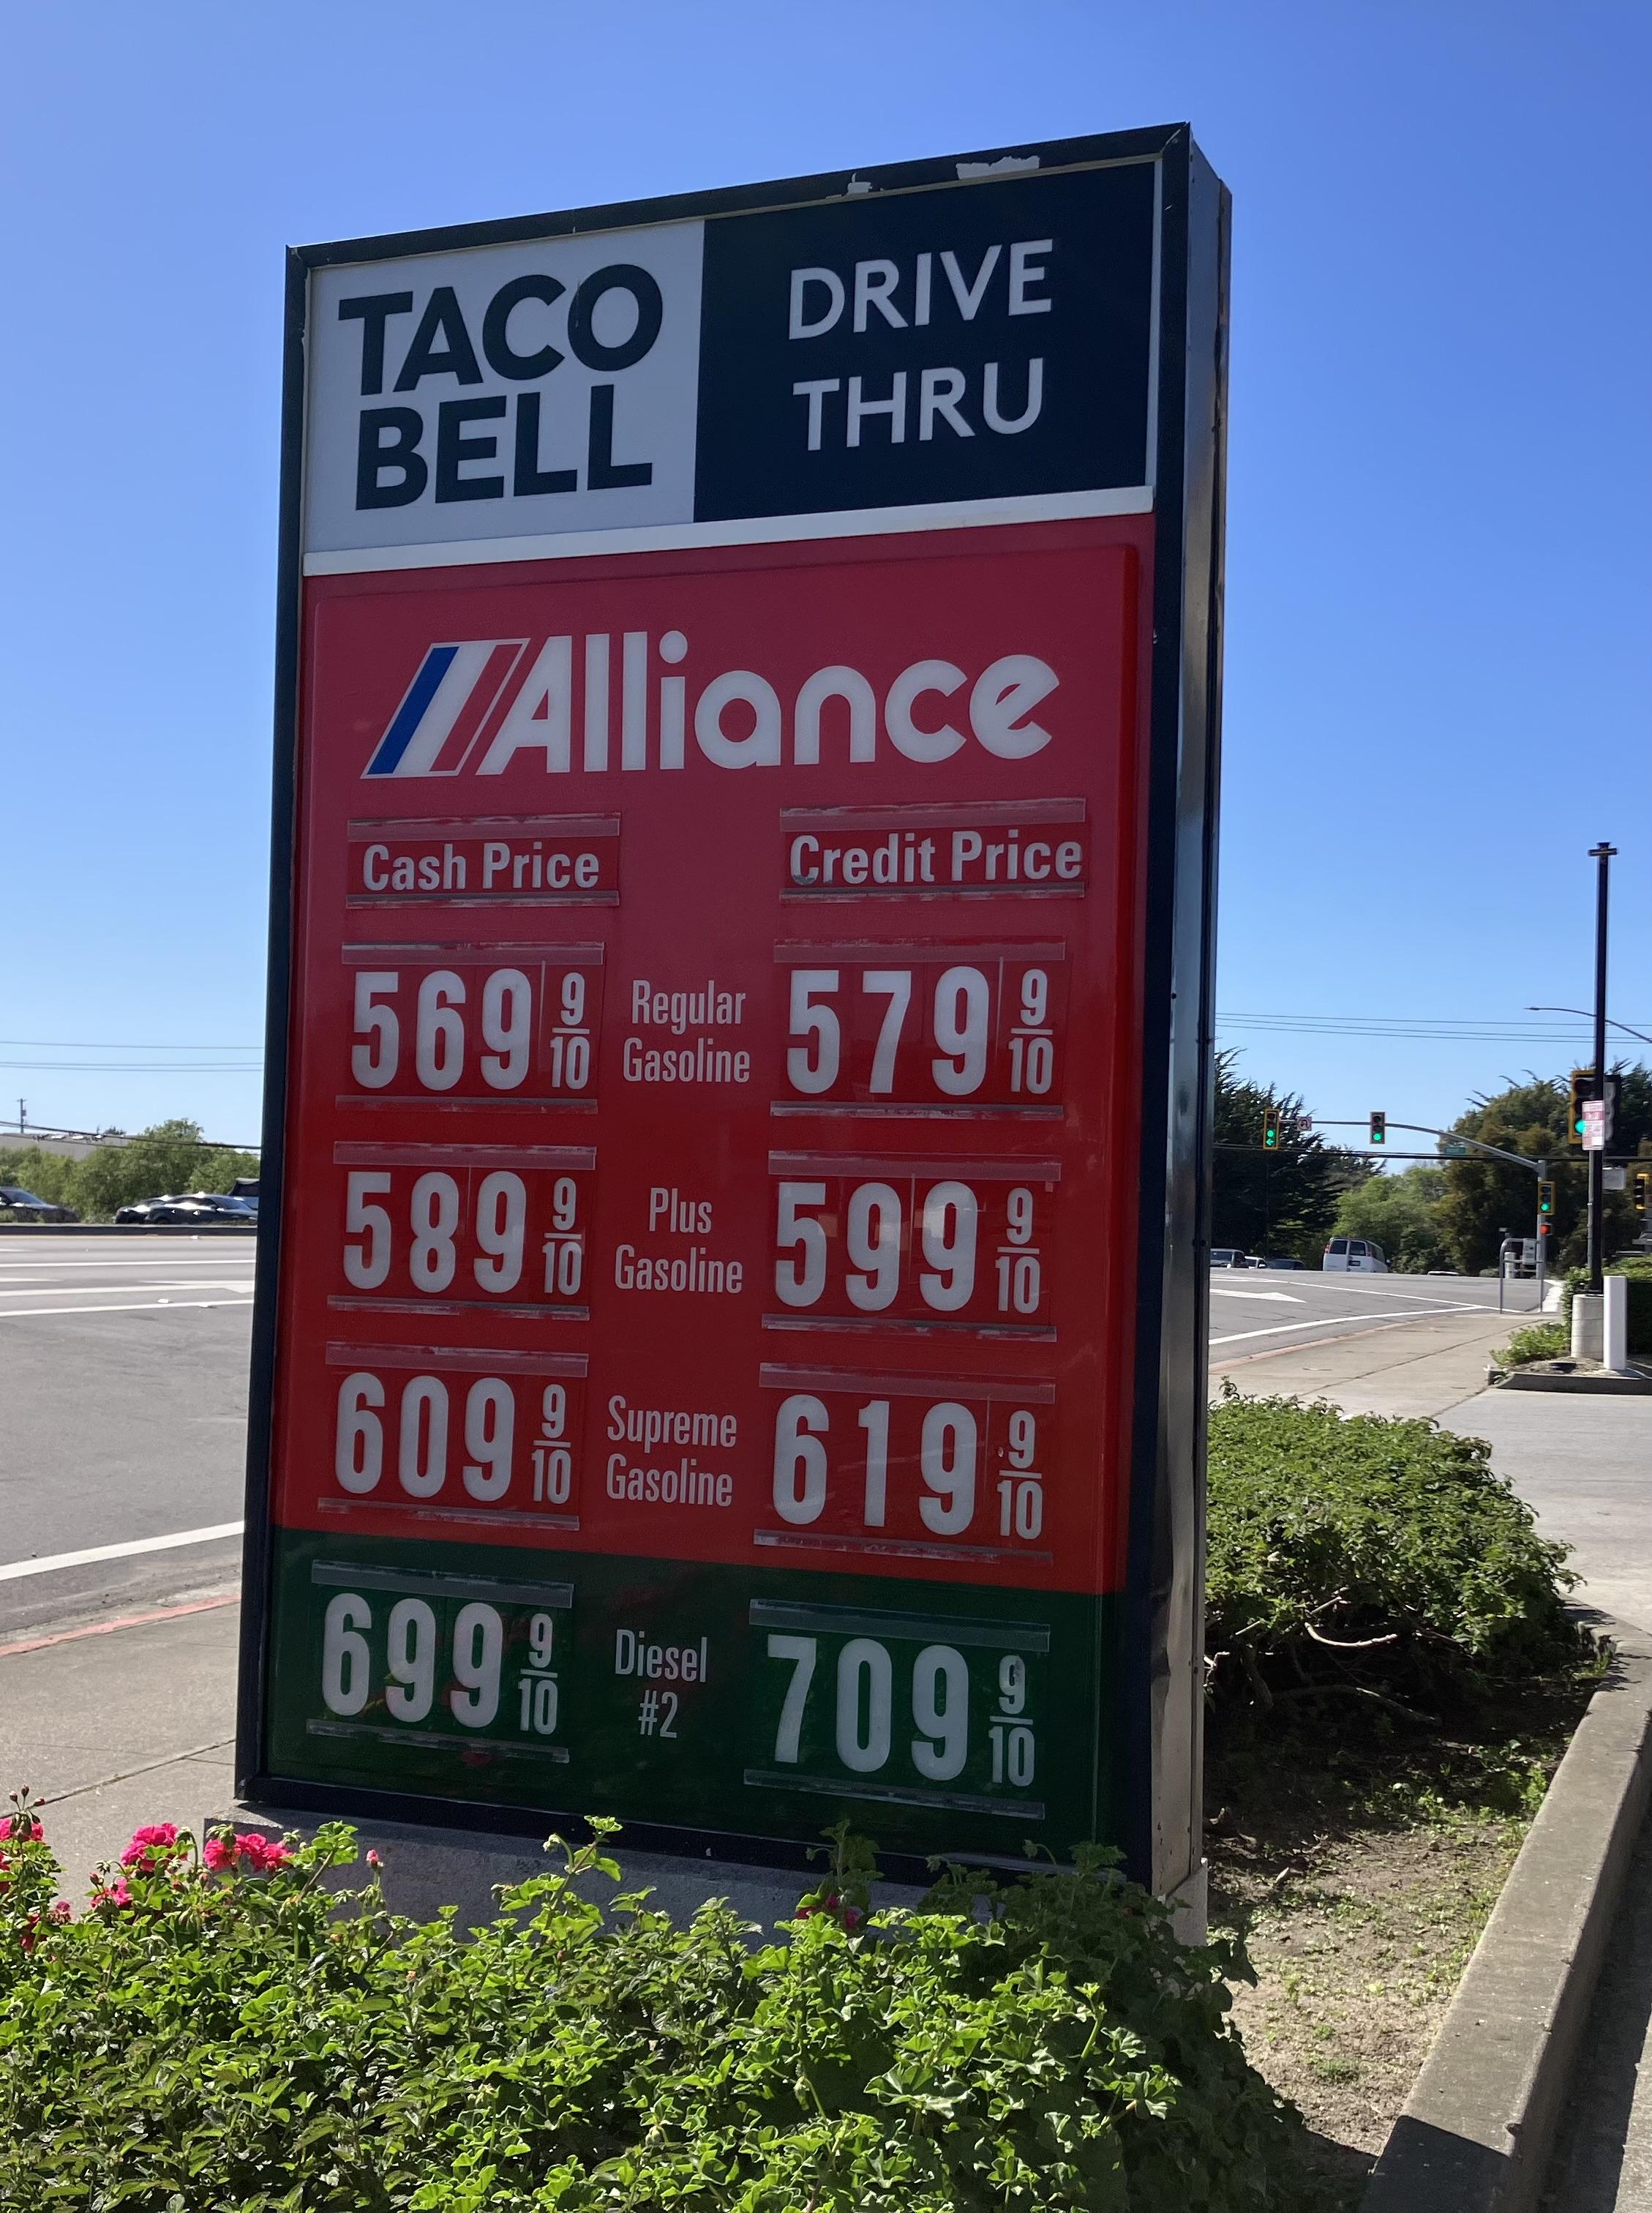 TACO
BELL
DRIVE
THRU
Alliance
Cash Price
Credit Price
569 9/10
Regular
Gasoline
579 9/10
589 9/10
Plus
Gasoline
599 9/10
609 9/10
Supreme
Gasoline
619 9/10
699 9/10
Diesel
#2
709 9/10